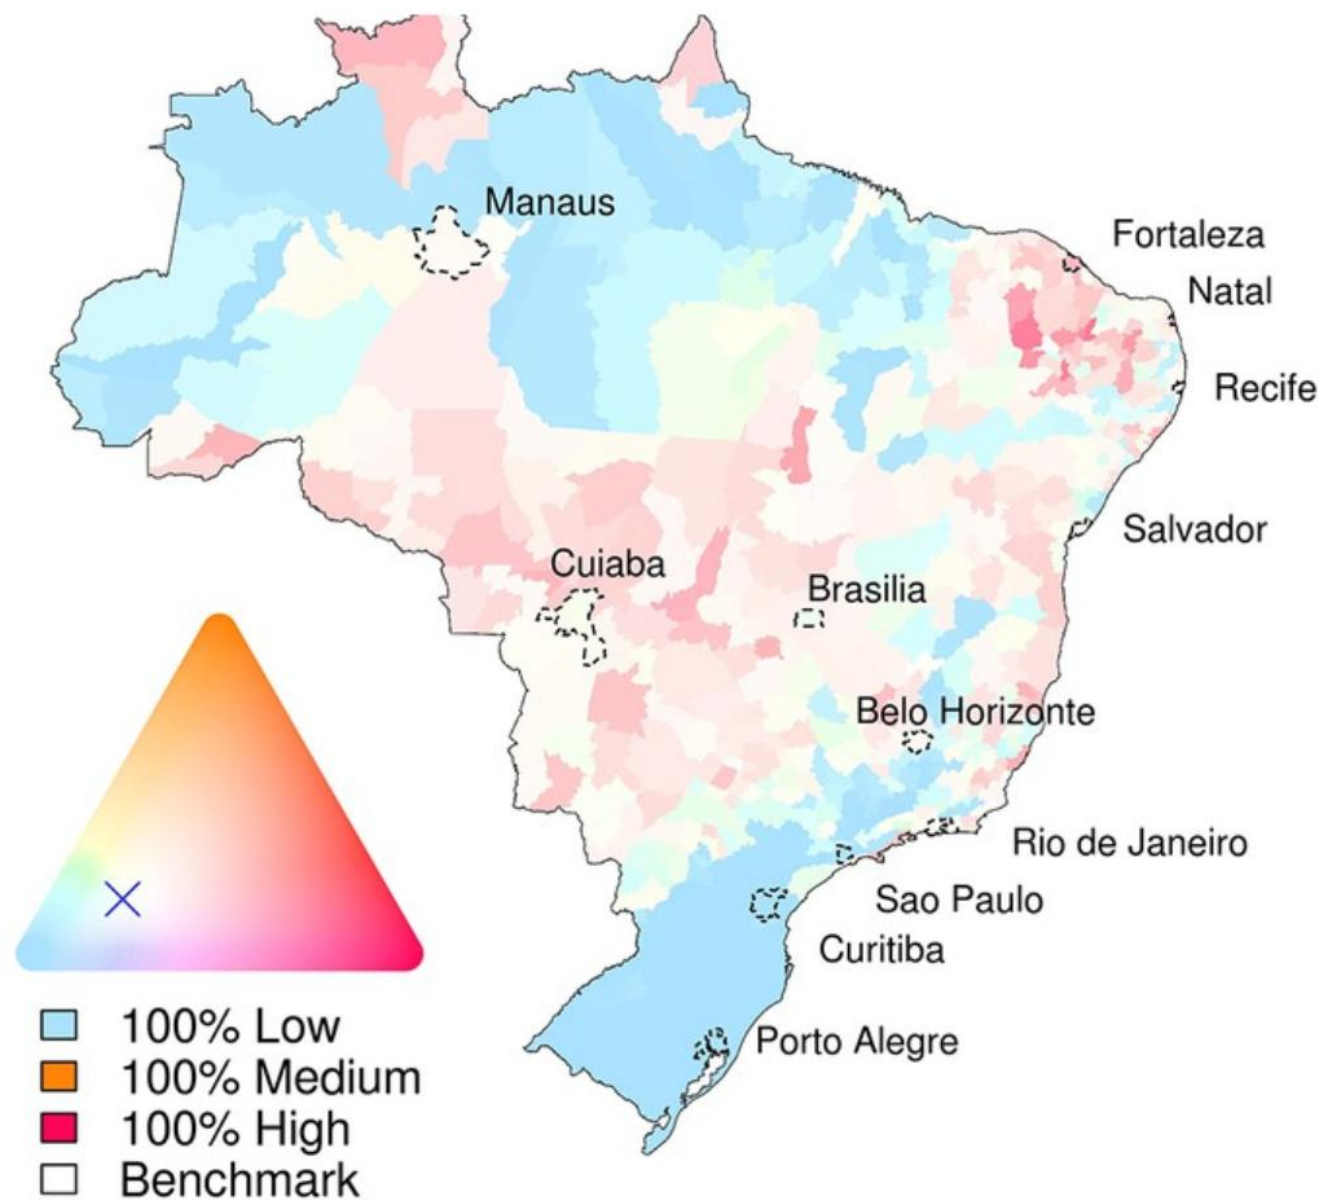 Manaus
Fortaleza
Natal
Recife
Salvador
Cuiaba
Brasilia
Belo Horizonte
Rio de Janeiro
Sao Paulo
Curitiba
Porto Alegre
100% Low
100% Medium
100% High
Benchmark